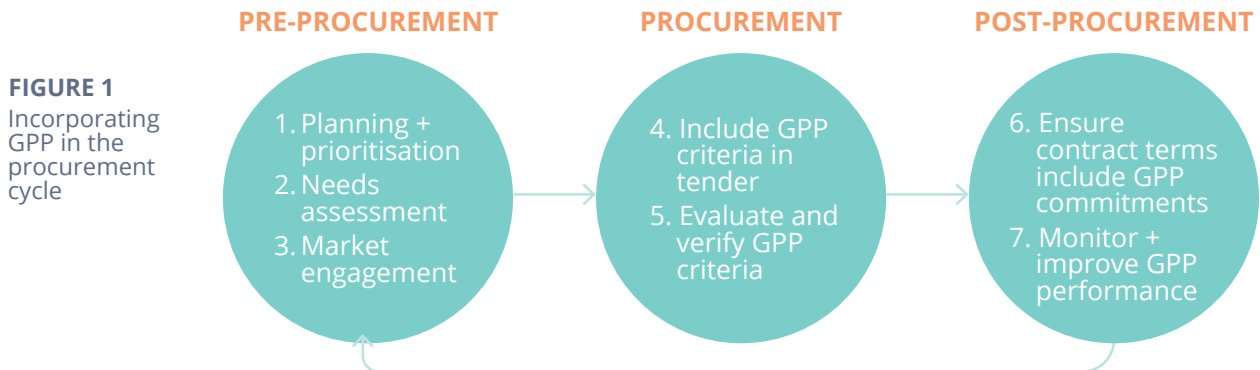 PRE-PROCUREMENT
PROCUREMENT
POST-PROCUREMENT
FIGURE 1
Incorporating
GPP in the
procurement
cycle
1. Planning +
prioritisation
2. Needs
assessment
3. Market
engagement
4. Include GPP
criteria in
tender
5. Evaluate and
verify GPP
criteria
6. Ensure
contract terms
include GPP
commitments
7. Monitor +
improve GPP
performance